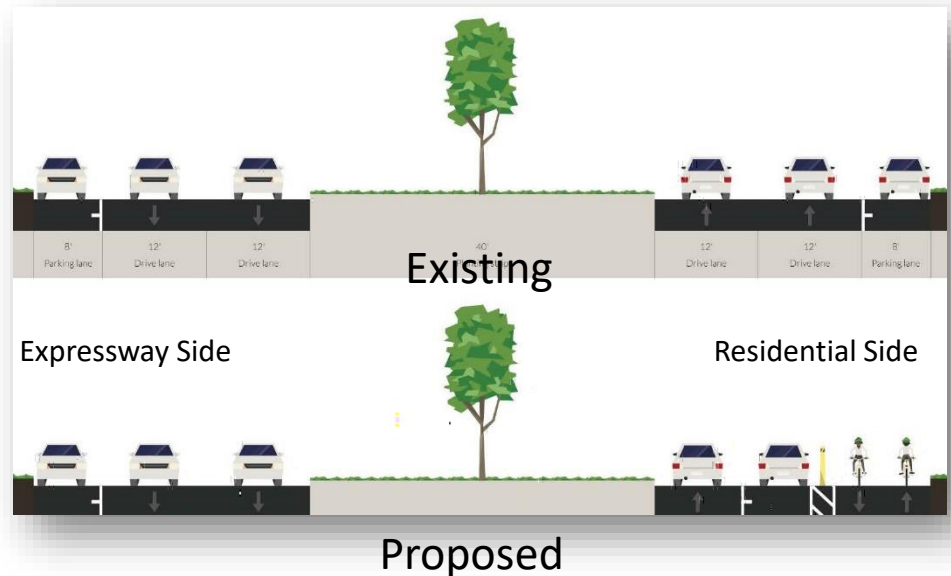 8' 12' 12' 40' 12' 12' 8'
Parking lane Drive lane Drive lane Drive lane Drive lane Parking lane
Existing
Expressway Side Residential Side
Proposed